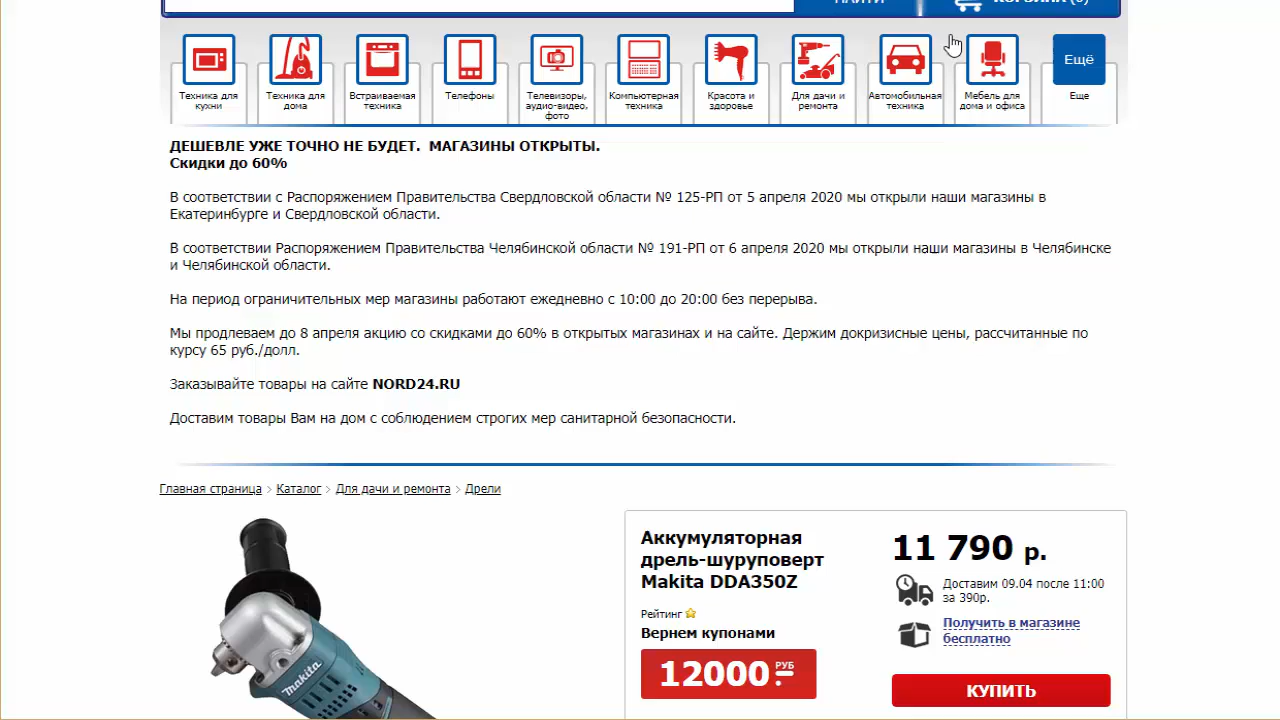 НАЙТИ
КОРЗИНА (0)
Техника для кухни
Техника для дома
Встраиваемая техника
Телефоны
Телевизоры, аудио-видео, фото
Компьютерная техника
Красота и здоровье
Для дачи и ремонта
Автомобильная техника
Мебель для дома и офиса
Ещё
Еще
ДЕШЕВЛЕ УЖЕ ТОЧНО НЕ БУДЕТ. МАГАЗИНЫ ОТКРЫТЫ.
Скидки до 60%
В соответствии с Распоряжением Правительства Свердловской области № 125-РП от 5 апреля 2020 мы открыли наши магазины в
Екатеринбурге и Свердловской области.
В соответствии Распоряжением Правительства Челябинской области № 191-РП от 6 апреля 2020 мы открыли наши магазины в Челябинске
и Челябинской области.
На период ограничительных мер магазины работают ежедневно с 10:00 до 20:00 без перерыва.
Мы продлеваем до 8 апреля акцию со скидками до 60% в открытых магазинах и на сайте. Держим докризисные цены, рассчитанные по
курсу 65 руб./долл.
Заказывайте товары на сайте NORD24.RU
Доставим товары Вам на дом с соблюдением строгих мер санитарной безопасности.
Главная страница > Каталог > Для дачи и ремонта > Дрели
Аккумуляторная
дрель-шуруповерт
Makita DDA350Z
Рейтинг
Вернем купонами
12000 РУБ
11 790 р.
Доставим 09.04 после 11:00
за 390р.
Получить в магазине
бесплатно
КУПИТЬ
makita